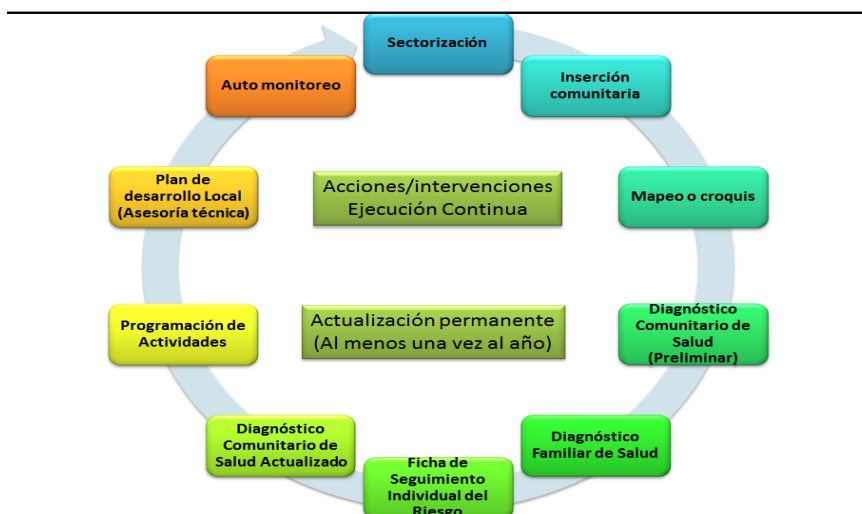 Sectorización
Inserción
comunitaria
Mapeo o croquis
Diagnóstico
Comunitario de
Salud
(Preliminar)
Diagnóstico
Familiar de Salud
Ficha de
Seguimiento
Individual del
Riesgo
Diagnóstico
Comunitario de
Salud Actualizado
Programación de
Actividades
Plan de
desarrollo Local
(Asesoría técnica)
Auto monitoreo
Acciones/intervenciones
Ejecución Continua
Actualización permanente
(Al menos una vez al año)